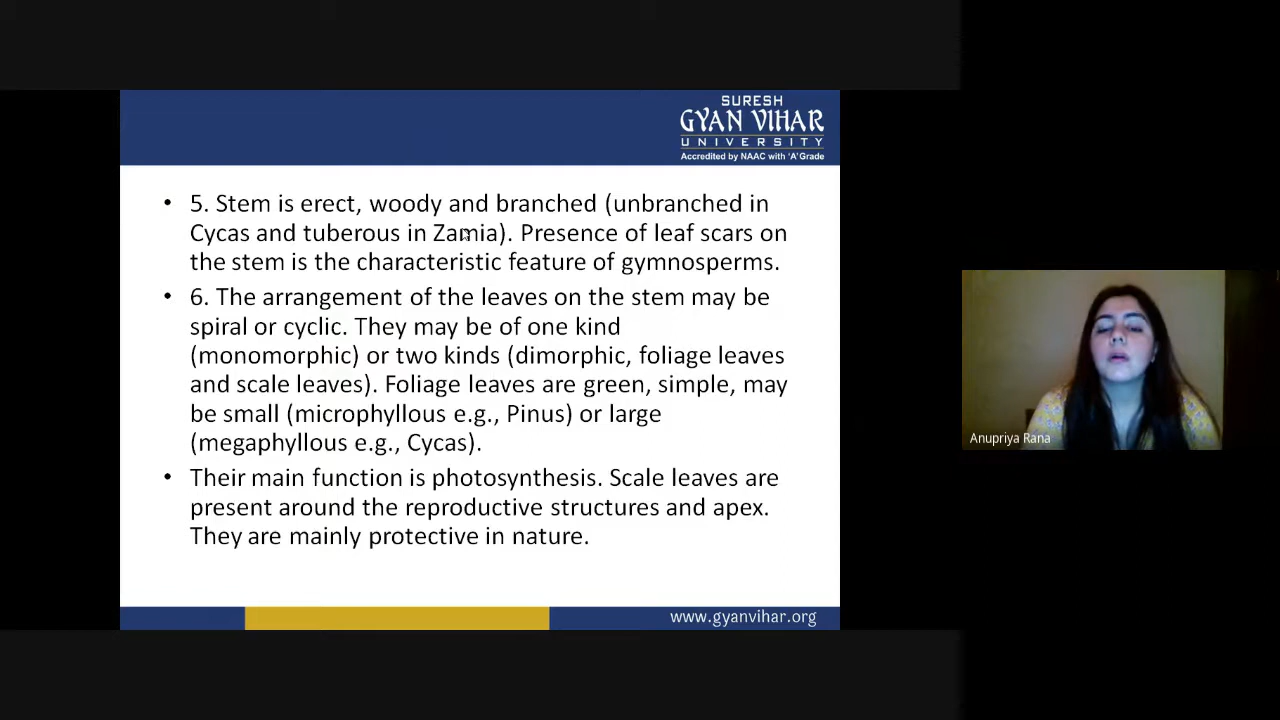 SURESH
GYAN VIHAR
UNIVERSITY
Accredited by NAAC with 'A' Grade
• 5. Stem is erect, woody and branched (unbranched in
Cycas and tuberous in Zamia). Presence of leaf scars on
the stem is the characteristic feature of gymnosperms.
• 6. The arrangement of the leaves on the stem may be
spiral or cyclic. They may be of one kind
(monomorphic) or two kinds (dimorphic, foliage leaves
and scale leaves). Foliage leaves are green, simple, may
be small (microphyllous e.g., Pinus) or large
(megaphyllous e.g., Cycas).
• Their main function is photosynthesis. Scale leaves are
present around the reproductive structures and apex.
They are mainly protective in nature.
www.gyanvihar.org
Anupriya Rana